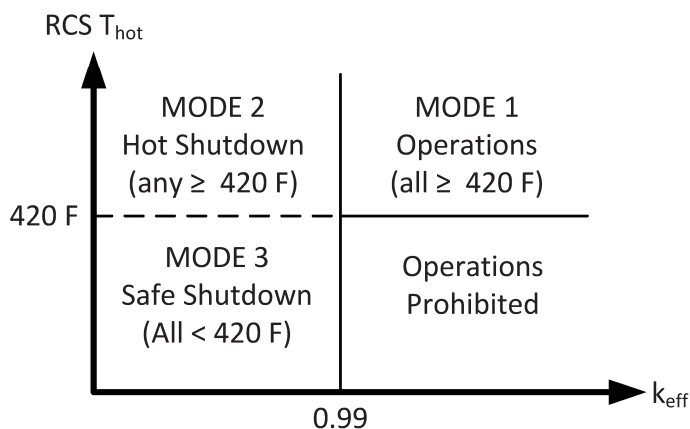 RCS Thot
MODE 2
Hot Shutdown
(any ≥ 420 F)
MODE 1
Operations
(all ≥ 420 F)
420 F
MODE 3
Safe Shutdown
(All < 420 F)
Operations
Prohibited
keff
0.99